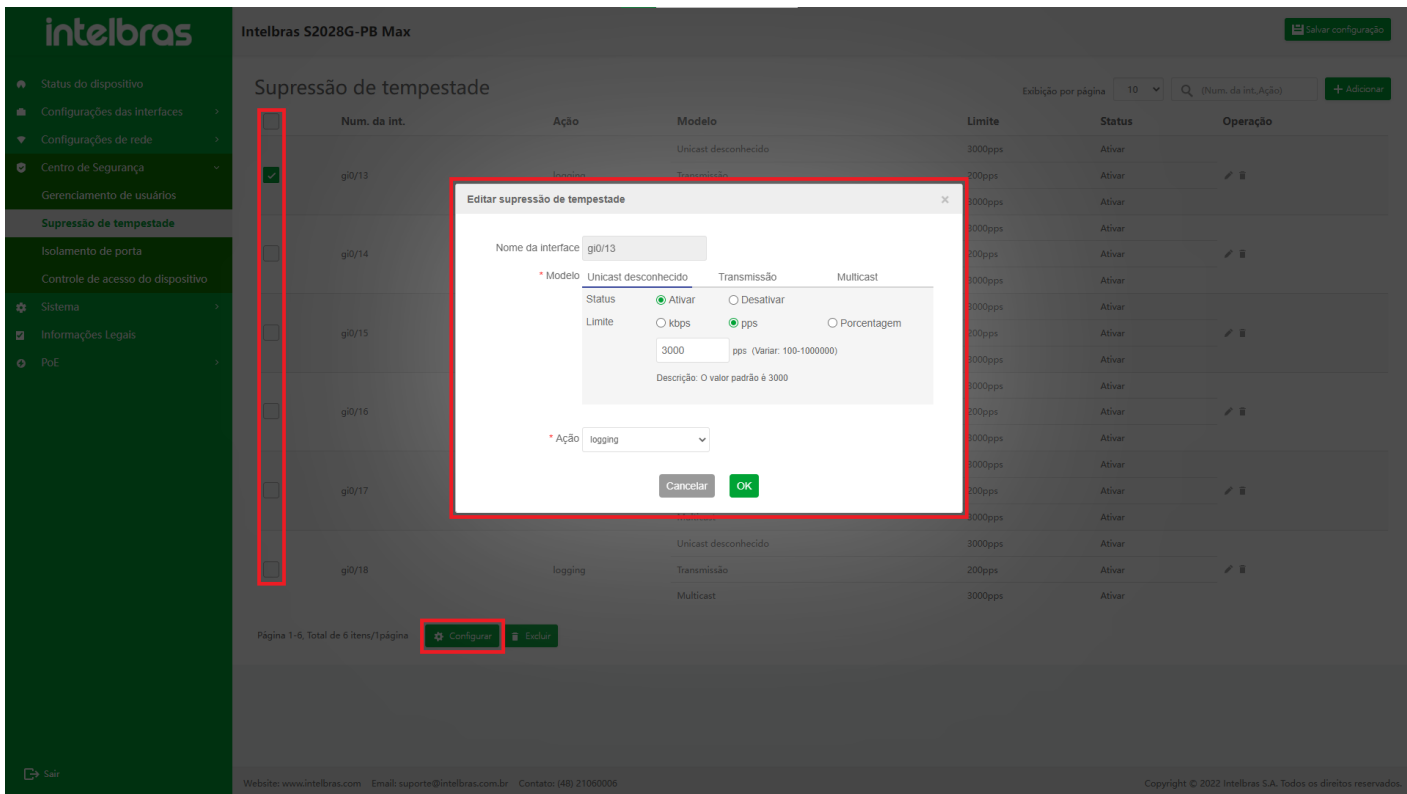 intelbras
Intelbras S2028G-PB Max
Salvar configuração
Status do dispositivo
Configurações das interfaces
Configurações de rede
Centro de Segurança
Gerenciamento de usuários
Supressão de tempestade
Isolamento de porta
Controle de acesso do dispositivo
Sistema
Informações Legais
PoE
Sair
Supressão de tempestade
Exibição por página 10 (Num. da int.,Ação) Adicionar
Num. da int. Ação Modelo Limite Status Operação
Unicast desconhecido 3000pps Ativar
gi0/13 logging Transmissão 200pps Ativar
3000pps Ativar
3000pps Ativar
gi0/14 200pps Ativar
3000pps Ativar
3000pps Ativar
gi0/15 200pps Ativar
3000pps Ativar
3000pps Ativar
gi0/16 200pps Ativar
3000pps Ativar
3000pps Ativar
gi0/17 200pps Ativar
Multicast 3000pps Ativar
Unicast desconhecido 3000pps Ativar
gi0/18 logging Transmissão 200pps Ativar
Multicast 3000pps Ativar
Editar supressão de tempestade ×
Nome da interface gi0/13
* Modelo Unicast desconhecido Transmissão Multicast
Status Ativar Desativar
Limite kbps pps Porcentagem
3000 pps (Variar: 100-1000000)
Descrição: O valor padrão é 3000
* Ação logging
Cancelar OK
Página 1-6, Total de 6 itens/1página Configurar Excluir
Website: www.intelbras.com Email: suporte@intelbras.com.br Contato: (48) 21060006
Copyright © 2022 Intelbras S.A. Todos os direitos reservados.